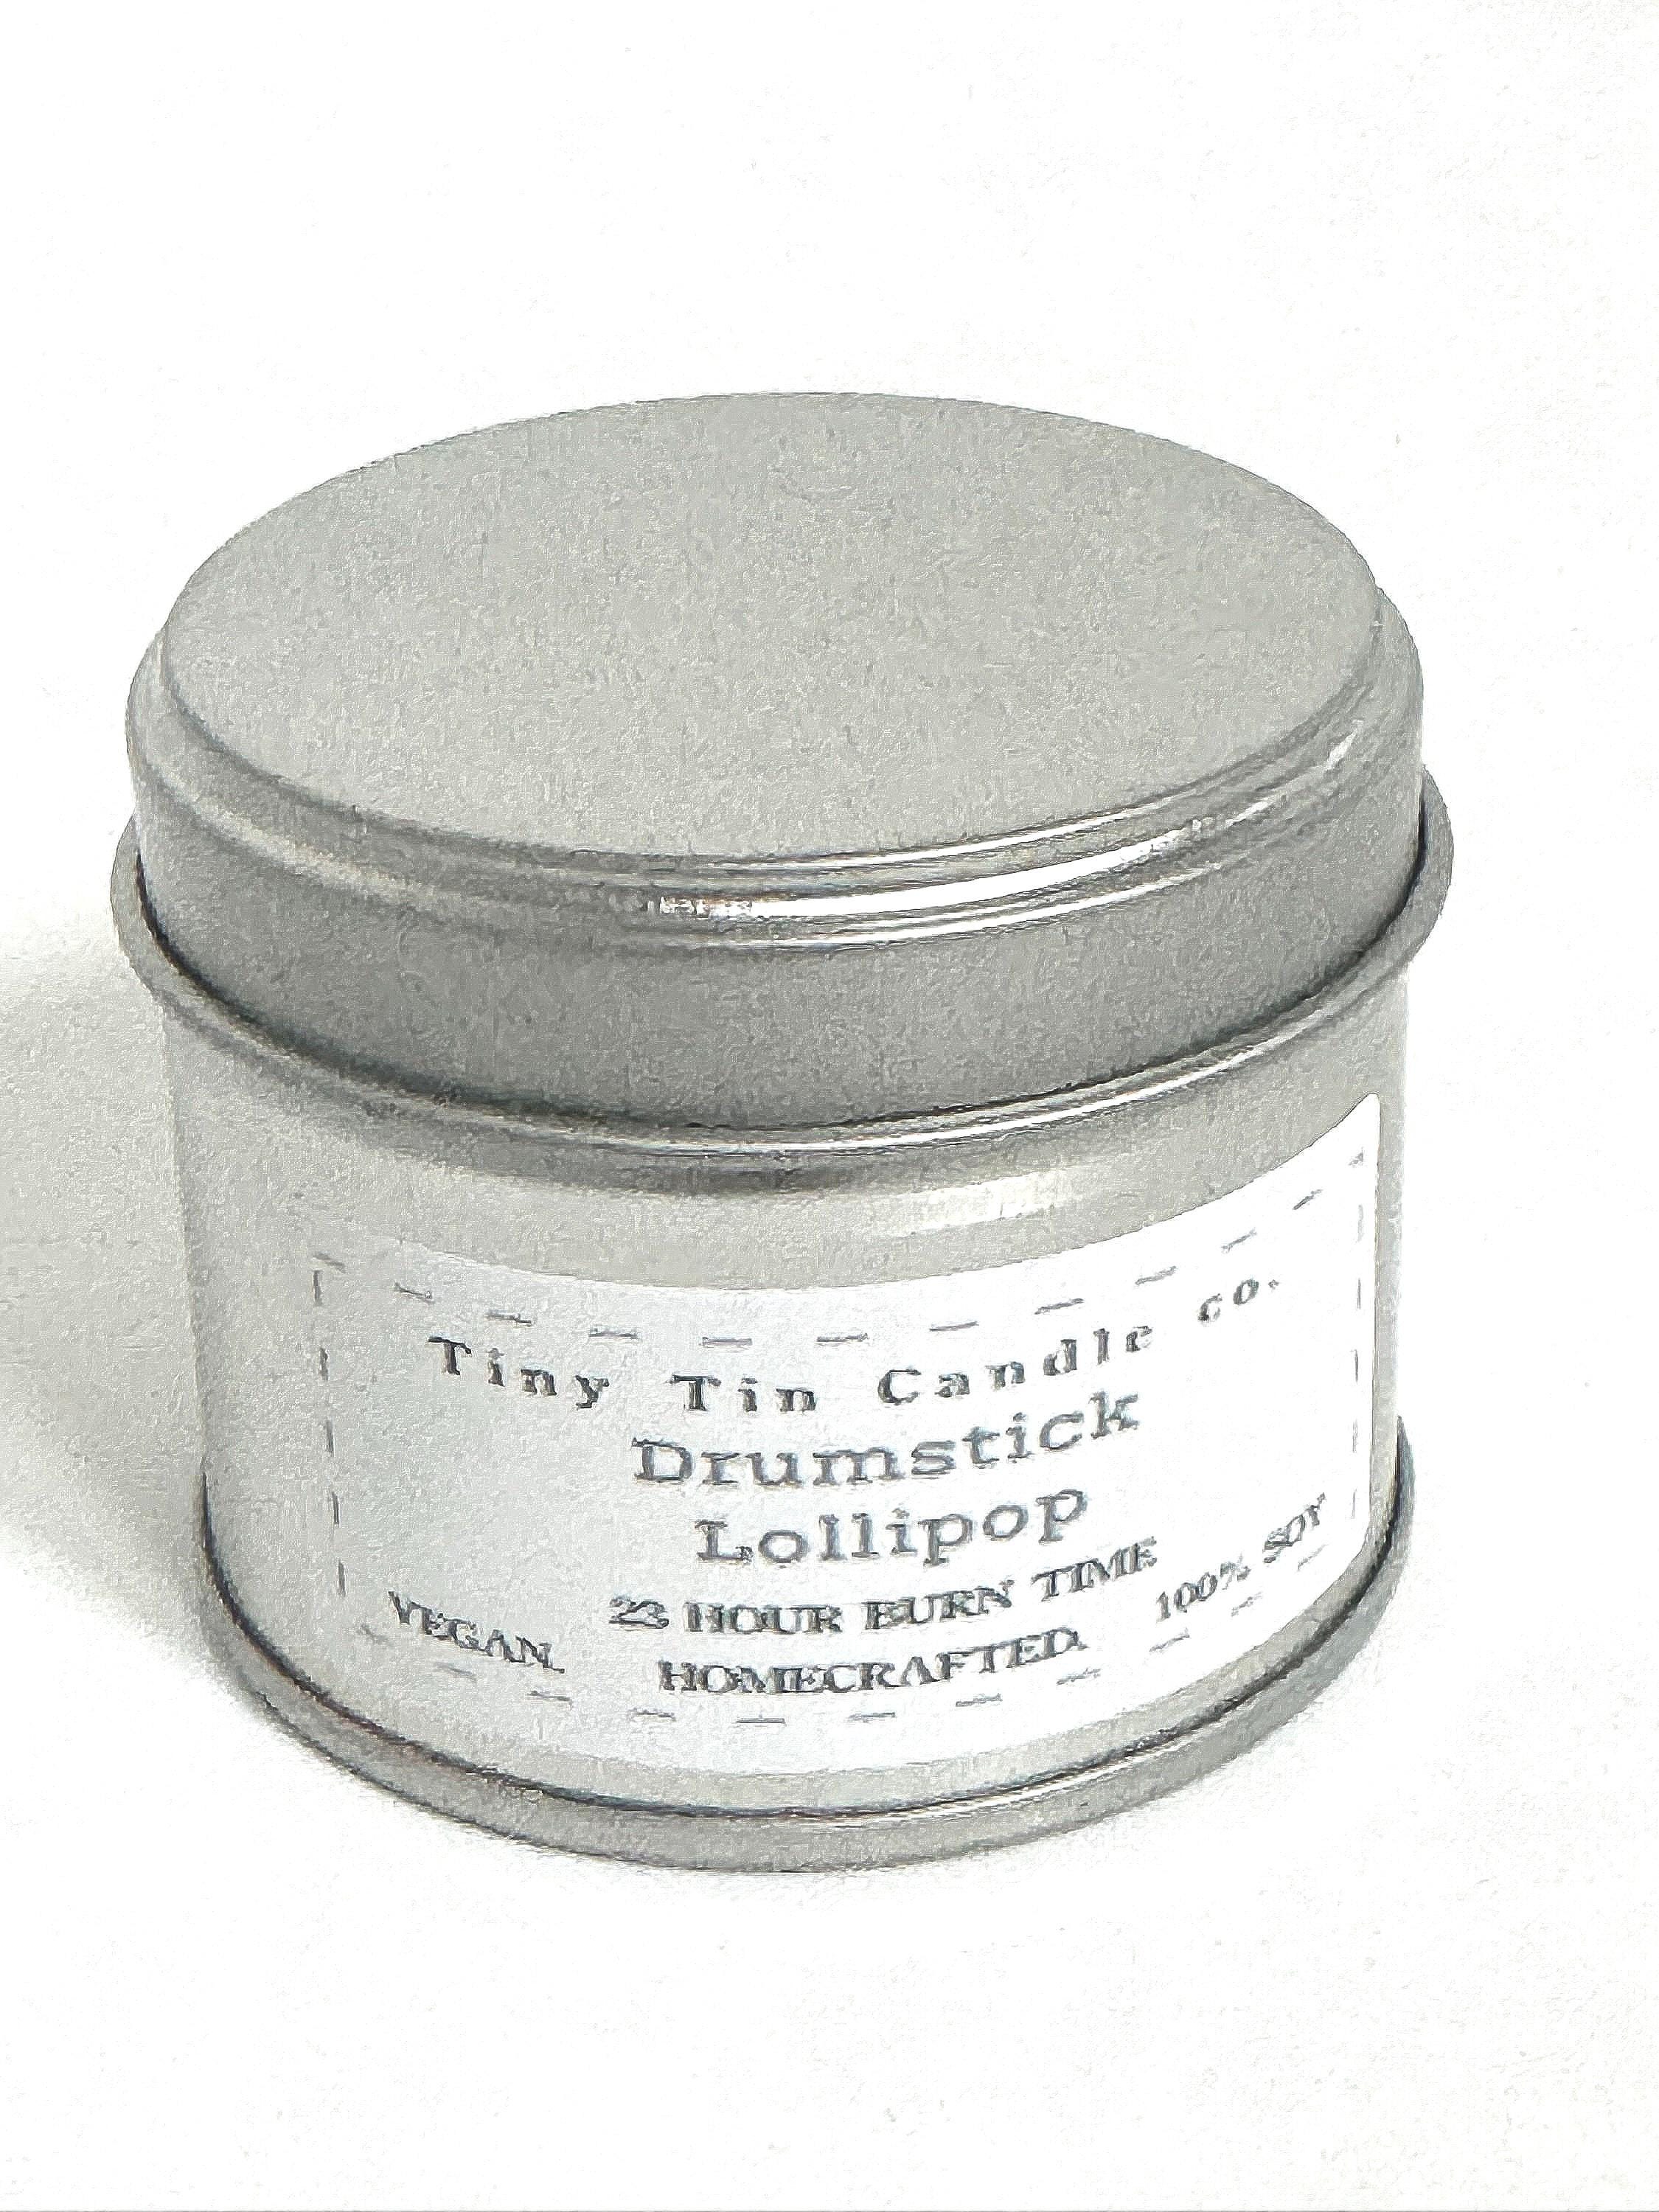 Tiny Tin Candle co.
Drumstick
Lollipop
23 HOUR BURN TIME
VEGAN. HOMECRAFTED. 100% SOY